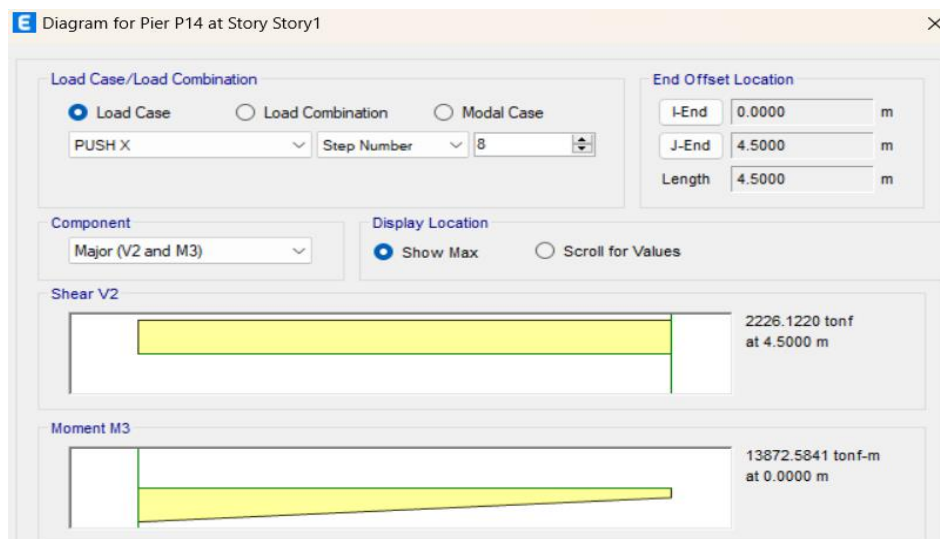 E Diagram for Pier P14 at Story Story1
Load Case/Load Combination
Load Case Load Combination Modal Case
PUSH X Step Number 8
End Offset Location
I-End 0.0000 m
J-End 4.5000 m
Length 4.5000 m
Component
Major (V2 and M3)
Display Location
Show Max Scroll for Values
Shear V2
2226.1220 tonf
at 4.5000 m
Moment M3
13872.5841 tonf-m
at 0.0000 m